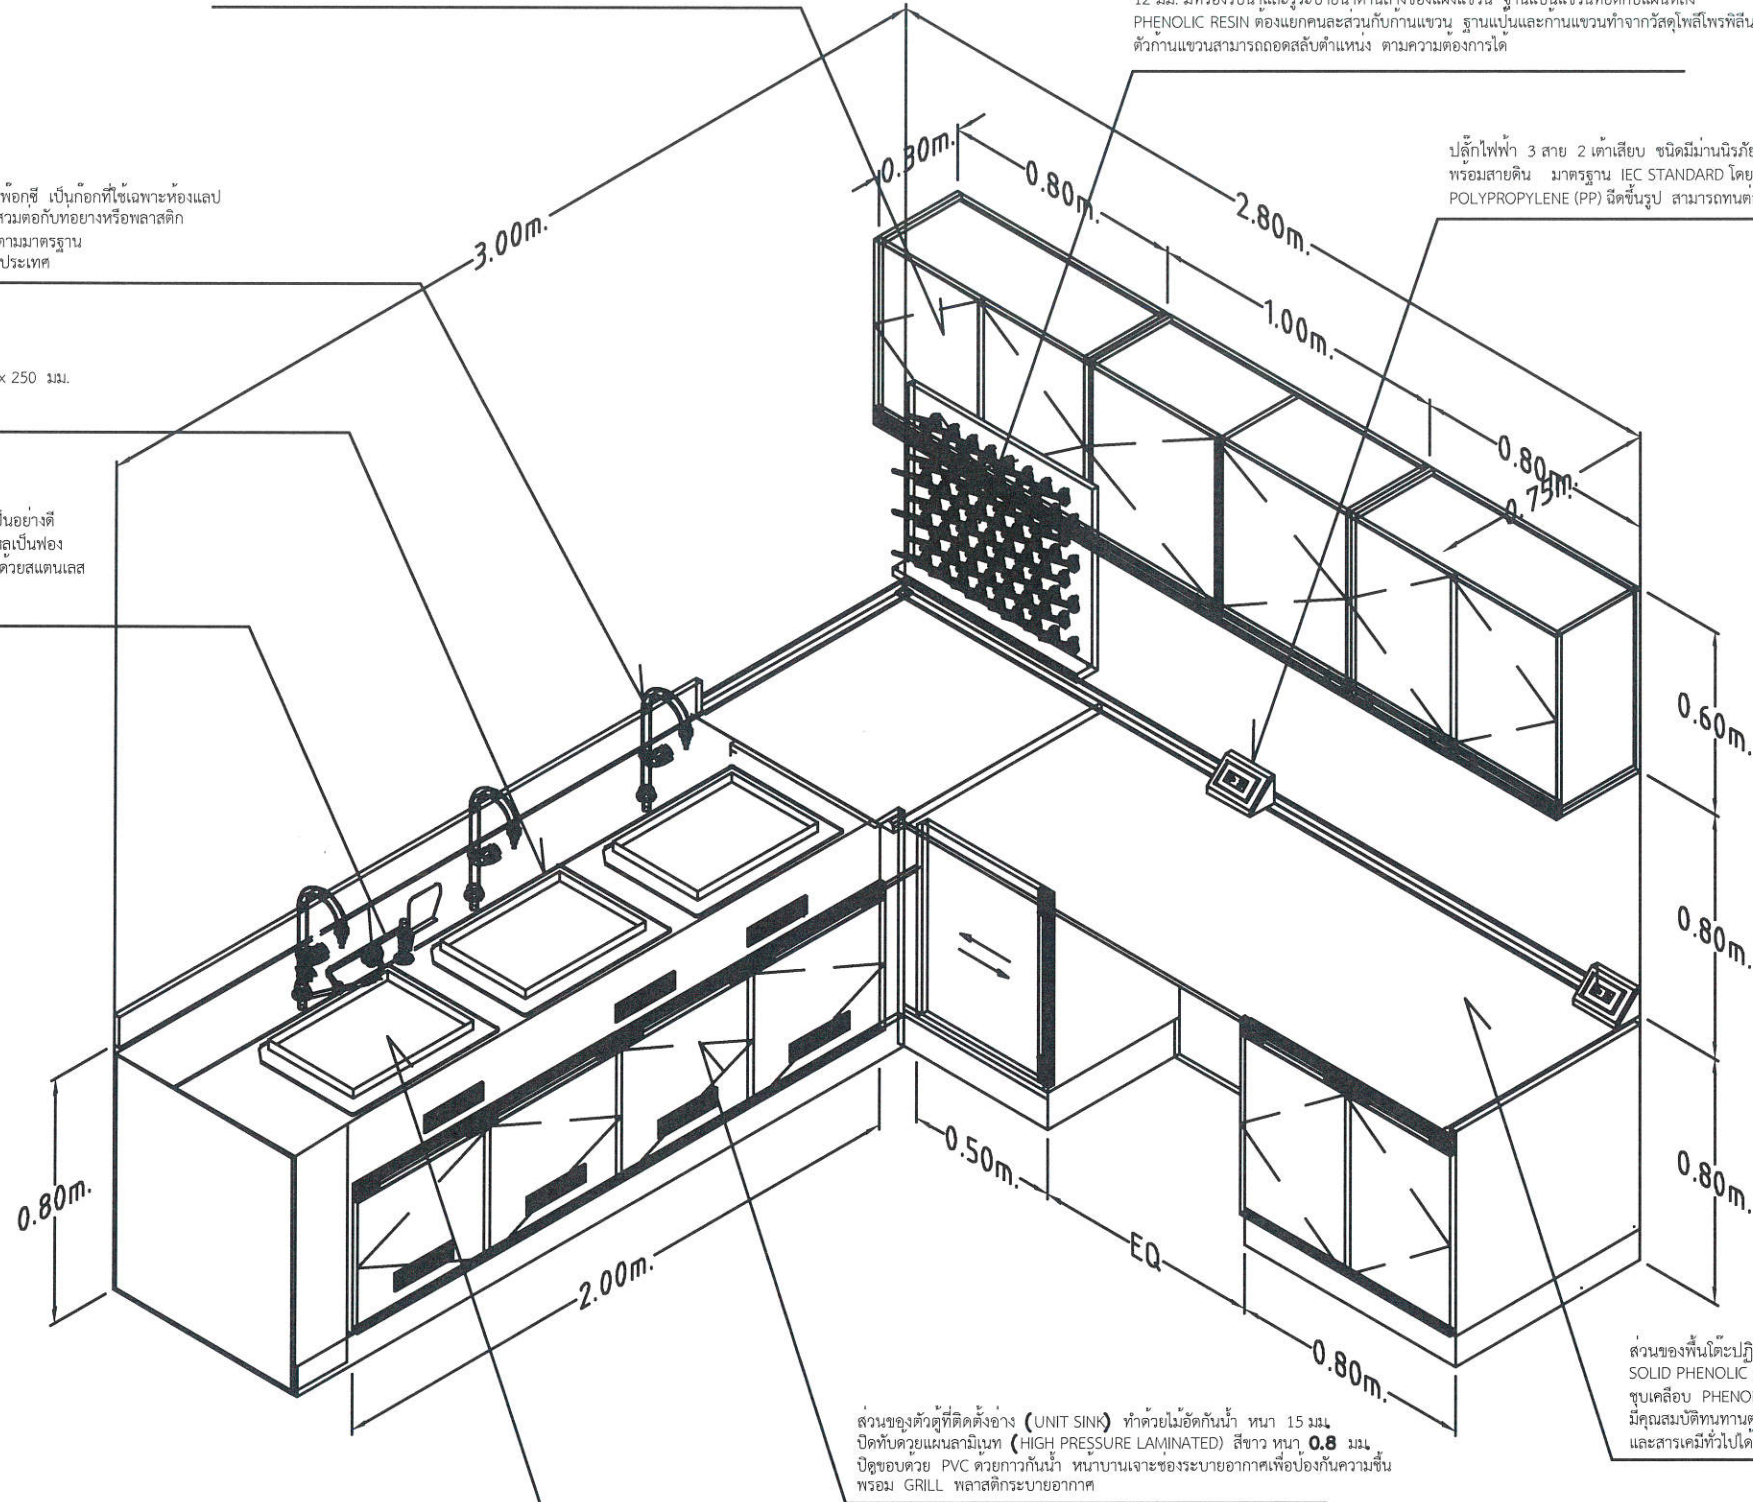 12 มม. มีที่รองรับน้ำและรูระบายน้ำด้านล่างของแผงแขวน ฐานแป้นแขวนที่ยึดกับแผ่นหลัง
PHENOLIC RESIN ต้องแยกคนละส่วนกับก้านแขวน ฐานแป้นและก้านแขวนทำจากวัสดุโพลีโพรพิลีน
ตัวก้านแขวนสามารถถอดสลับตำแหน่ง ตามความต้องการได้
ปลั๊กไฟฟ้า 3 สาย 2 เต้าเสียบ ชนิดมีม่านนิรภัย
พร้อมสายดิน มาตรฐาน IEC STANDARD โดย
POLYPROPYLENE (PP) ฉีดขึ้นรูป สามารถทนต่
พ๊อกซี เป็นก๊อกที่ใช้เฉพาะห้องแลป
สวมต่อกับท่อยางหรือพลาสติก
ตามมาตรฐาน
ประเทศ
x 250 มม.
ป็นอย่างดี
หลเป็นฟอง
ด้วยสแตนเลส
3.00m.
0.30m.
0.80m.
2.80m.
1.00m.
0.80m.
0.75m.
0.60m.
0.80m.
0.80m.
0.80m.
2.00m.
0.50m.
EQ
0.80m.
ส่วนของตัวตู้ที่ติดตั้งอ่าง (UNIT SINK) ทำด้วยไม้อัดกันน้ำ หนา 15 มม.
ปิดทับด้วยแผ่นลามิเนท (HIGH PRESSURE LAMINATED) สีขาว หนา 0.8 มม.
ปิดขอบด้วย PVC ด้วยกาวกันน้ำ หน้าบานเจาะช่องระบายอากาศเพื่อป้องกันความชื้น
พร้อม GRILL พลาสติกระบายอากาศ
ส่วนของพื้นโต๊ะปฏิ
SOLID PHENOLIC
ชุบเคลือบ PHENO
มีคุณสมบัติทนทานต
และสารเคมีทั่วไปได้